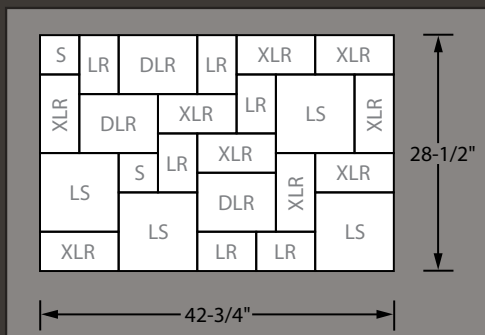 S LR DLR LR XLR XLR
XLR DLR XLR LR LS XLR
28-1/2"
LS S LR XLR XLR XLR
LS DLR LS
XLR LR LR
42-3/4"